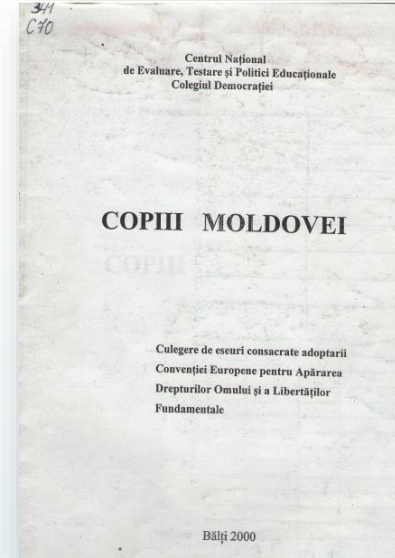 341
C70
Centrul Național
de Evaluare, Testare și Politici Educaționale
Colegiul Democrației
COPIII MOLDOVEI
COPIII
Culegere de eseuri consacrate adoptarii
Convenției Europene pentru Apărarea
Drepturilor Omului și a Libertăților
Fundamentale
Bălți 2000